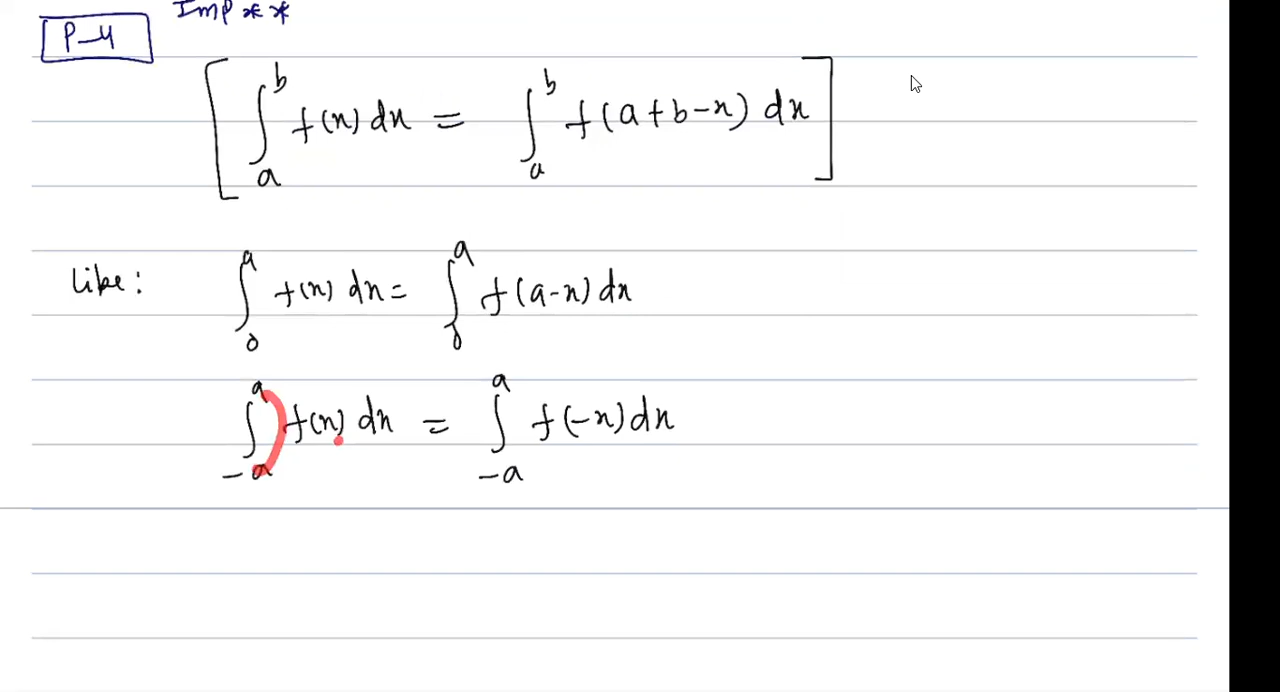 Imp **
P-4
[ ∫_a^b f(x) dx = ∫_a^b f(a+b-x) dx ]
Like: ∫_0^a f(x) dx = ∫_0^a f(a-x) dx
∫_{-a}^a f(x) dx = ∫_{-a}^a f(-x) dx